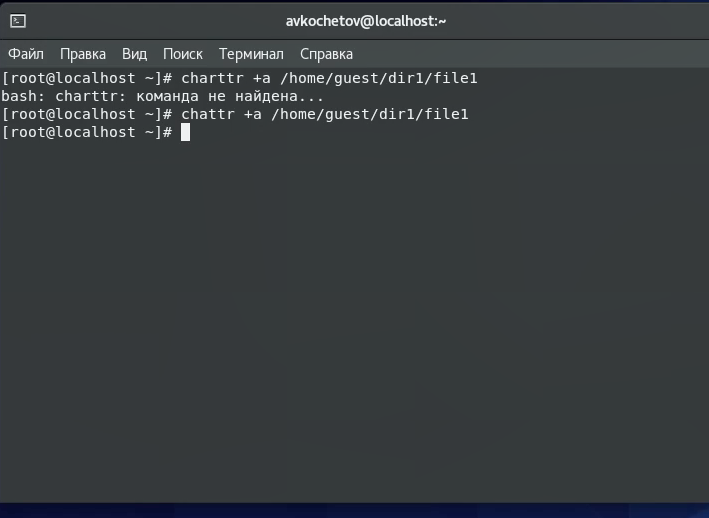 avkochetov@localhost:~
Файл Правка Вид Поиск Терминал Справка
[root@localhost ~]# charttr +a /home/guest/dir1/file1
bash: charttr: команда не найдена...
[root@localhost ~]# chattr +a /home/guest/dir1/file1
[root@localhost ~]#